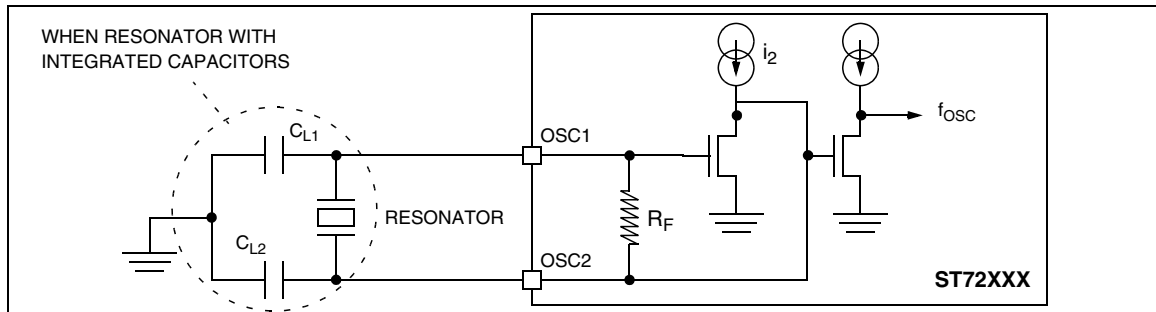 WHEN RESONATOR WITH
INTEGRATED CAPACITORS
i2
fOSC
CL1
OSC1
RESONATOR
RF
CL2
OSC2
ST72XXX